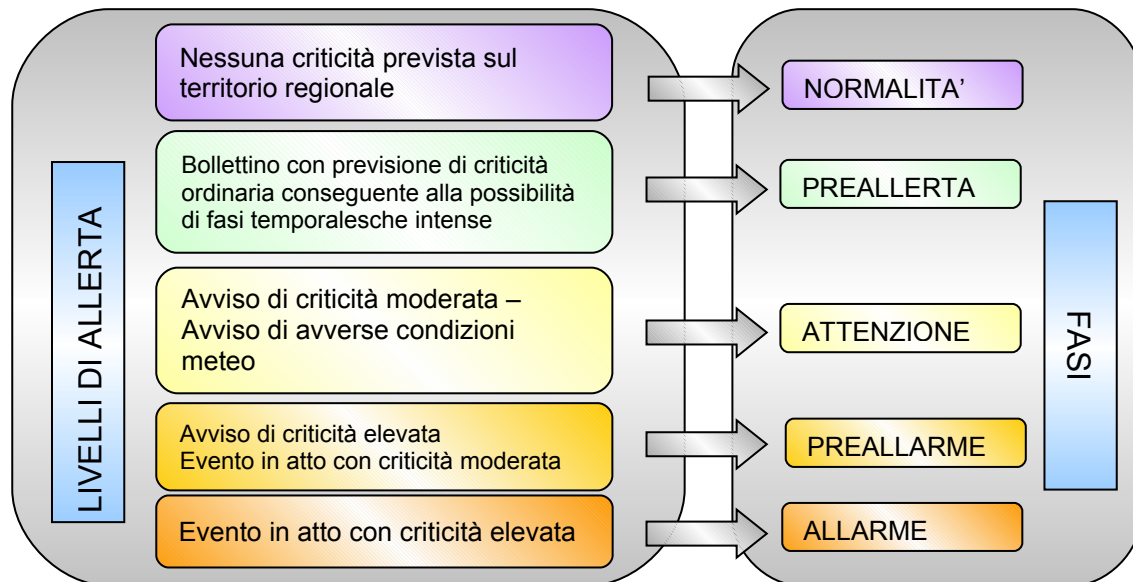 LIVELLI DI ALLERTA
Nessuna criticità prevista sul
territorio regionale
NORMALITA’
Bollettino con previsione di criticità
ordinaria conseguente alla possibilità
di fasi temporalesche intense
PREALLERTA
Avviso di criticità moderata –
Avviso di avverse condizioni
meteo
ATTENZIONE
Avviso di criticità elevata
Evento in atto con criticità moderata
PREALLARME
Evento in atto con criticità elevata
ALLARME
FASI